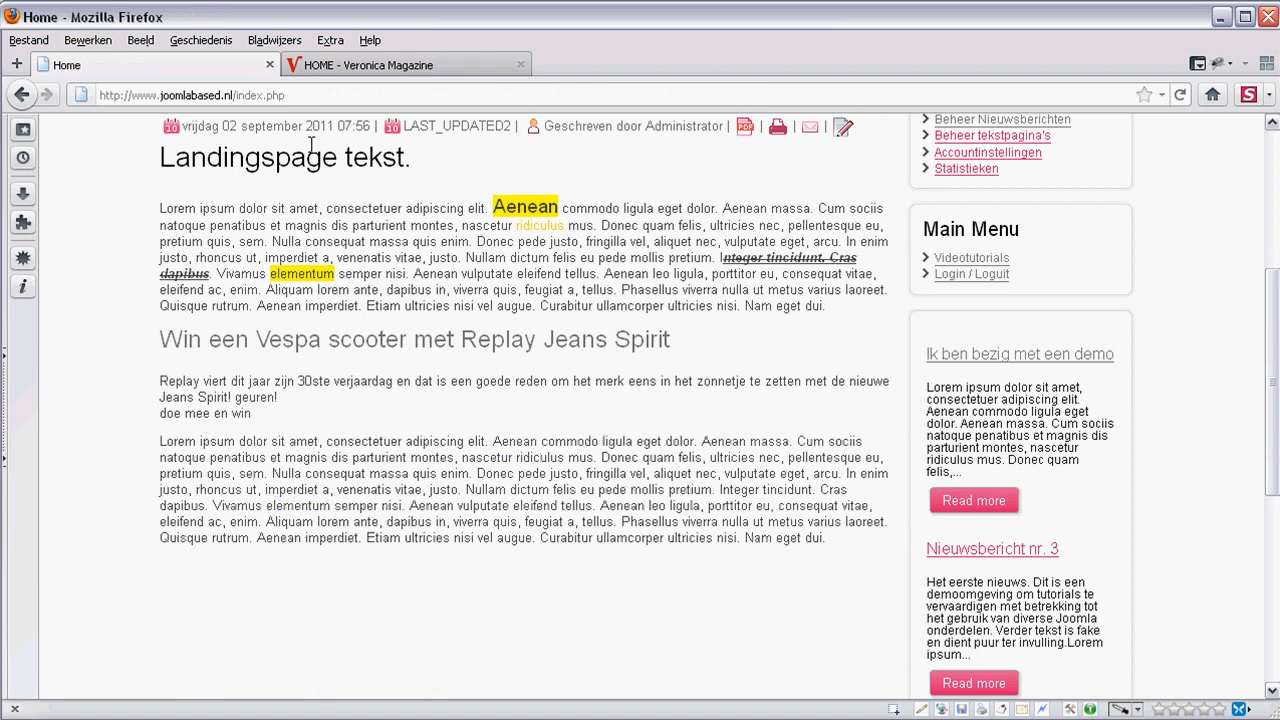 Home - Mozilla Firefox
Bestand Bewerken Beeld Geschiedenis Bladwijzers Extra Help
Home
HOME - Veronica Magazine
http://www.joomlabased.nl/index.php
vrijdag 02 september 2011 07:56 | LAST_UPDATED2 | Geschreven door Administrator | PDF | | |
Landingspage tekst.
Lorem ipsum dolor sit amet, consectetuer adipiscing elit. Aenean commodo ligula eget dolor. Aenean massa. Cum sociis
natoque penatibus et magnis dis parturient montes, nascetur ridiculus mus. Donec quam felis, ultricies nec, pellentesque eu,
pretium quis, sem. Nulla consequat massa quis enim. Donec pede justo, fringilla vel, aliquet nec, vulputate eget, arcu. In enim
justo, rhoncus ut, imperdiet a, venenatis vitae, justo. Nullam dictum felis eu pede mollis pretium. Integer tincidunt. Cras
dapibus. Vivamus elementum semper nisi. Aenean vulputate eleifend tellus. Aenean leo ligula, porttitor eu, consequat vitae,
eleifend ac, enim. Aliquam lorem ante, dapibus in, viverra quis, feugiat a, tellus. Phasellus viverra nulla ut metus varius laoreet.
Quisque rutrum. Aenean imperdiet. Etiam ultricies nisi vel augue. Curabitur ullamcorper ultricies nisi. Nam eget dui.
Win een Vespa scooter met Replay Jeans Spirit
Replay viert dit jaar zijn 30ste verjaardag en dat is een goede reden om het merk eens in het zonnetje te zetten met de nieuwe
Jeans Spirit! geuren!
doe mee en win
Lorem ipsum dolor sit amet, consectetuer adipiscing elit. Aenean commodo ligula eget dolor. Aenean massa. Cum sociis
natoque penatibus et magnis dis parturient montes, nascetur ridiculus mus. Donec quam felis, ultricies nec, pellentesque eu,
pretium quis, sem. Nulla consequat massa quis enim. Donec pede justo, fringilla vel, aliquet nec, vulputate eget, arcu. In enim
justo, rhoncus ut, imperdiet a, venenatis vitae, justo. Nullam dictum felis eu pede mollis pretium. Integer tincidunt. Cras
dapibus. Vivamus elementum semper nisi. Aenean vulputate eleifend tellus. Aenean leo ligula, porttitor eu, consequat vitae,
eleifend ac, enim. Aliquam lorem ante, dapibus in, viverra quis, feugiat a, tellus. Phasellus viverra nulla ut metus varius laoreet.
Quisque rutrum. Aenean imperdiet. Etiam ultricies nisi vel augue. Curabitur ullamcorper ultricies nisi. Nam eget dui.
Beheer Nieuwsberichten
Beheer tekstpagina's
Accountinstellingen
Statistieken
Main Menu
Videotutorials
Login / Loguit
Ik ben bezig met een demo
Lorem ipsum dolor sit amet,
consectetuer adipiscing elit.
Aenean commodo ligula eget
dolor. Aenean massa. Cum
sociis natoque penatibus et
magnis dis parturient montes,
nascetur
ridiculus mus. Donec quam
felis,...
Read more
Nieuwsbericht nr. 3
Het eerste nieuws. Dit is een
demoomgeving om tutorials te
vervaardigen met betrekking tot
het gebruik van diverse Joomla
onderdelen. Verder tekst is fake
en dient puur ter invulling.Lorem
ipsum...
Read more